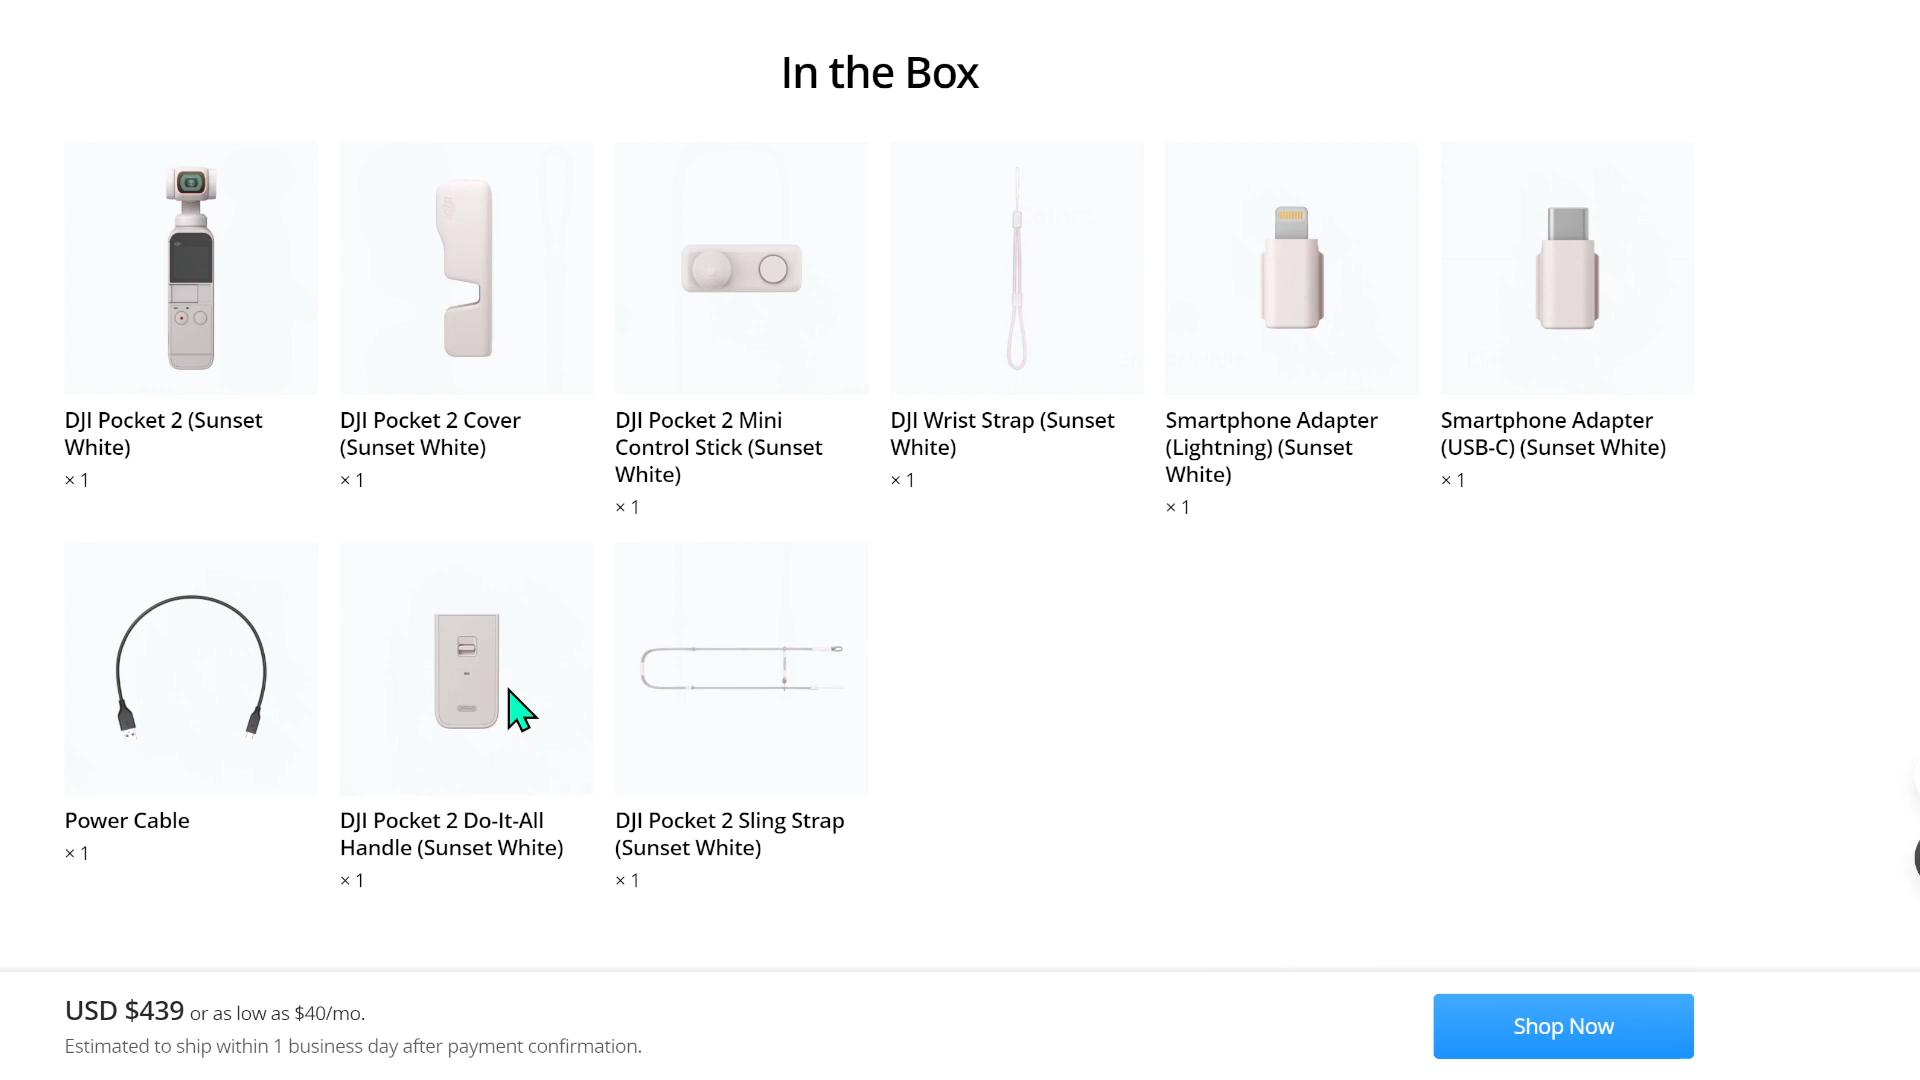 In the Box
DJI Pocket 2 (Sunset
White)
× 1
DJI Pocket 2 Cover
(Sunset White)
× 1
DJI Pocket 2 Mini
Control Stick (Sunset
White)
× 1
DJI Wrist Strap (Sunset
White)
× 1
Smartphone Adapter
(Lightning) (Sunset
White)
× 1
Smartphone Adapter
(USB-C) (Sunset White)
× 1
Power Cable
× 1
DJI Pocket 2 Do-It-All
Handle (Sunset White)
× 1
DJI Pocket 2 Sling Strap
(Sunset White)
× 1
USD $439 or as low as $40/mo.
Estimated to ship within 1 business day after payment confirmation.
Shop Now